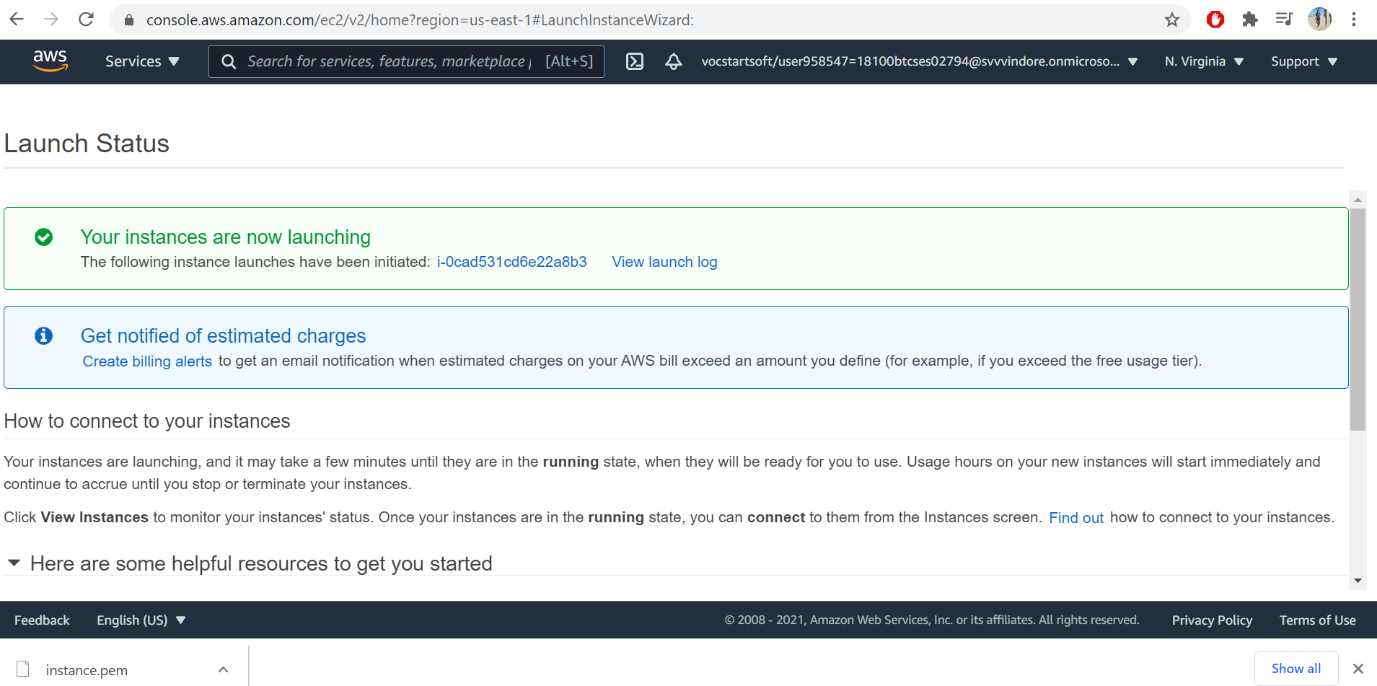 console.aws.amazon.com/ec2/v2/home?region=us-east-1#LaunchInstanceWizard:
aws Services Search for services, features, marketplace p [Alt+S] vocstartsoft/user958547=18100btcses02794@svvvindore.onmicroso... N. Virginia Support
Launch Status
Your instances are now launching
The following instance launches have been initiated: i-0cad531cd6e22a8b3 View launch log
Get notified of estimated charges
Create billing alerts to get an email notification when estimated charges on your AWS bill exceed an amount you define (for example, if you exceed the free usage tier).
How to connect to your instances
Your instances are launching, and it may take a few minutes until they are in the running state, when they will be ready for you to use. Usage hours on your new instances will start immediately and
continue to accrue until you stop or terminate your instances.
Click View Instances to monitor your instances' status. Once your instances are in the running state, you can connect to them from the Instances screen. Find out how to connect to your instances.
Here are some helpful resources to get you started
Feedback English (US) © 2008 - 2021, Amazon Web Services, Inc. or its affiliates. All rights reserved. Privacy Policy Terms of Use
instance.pem Show all